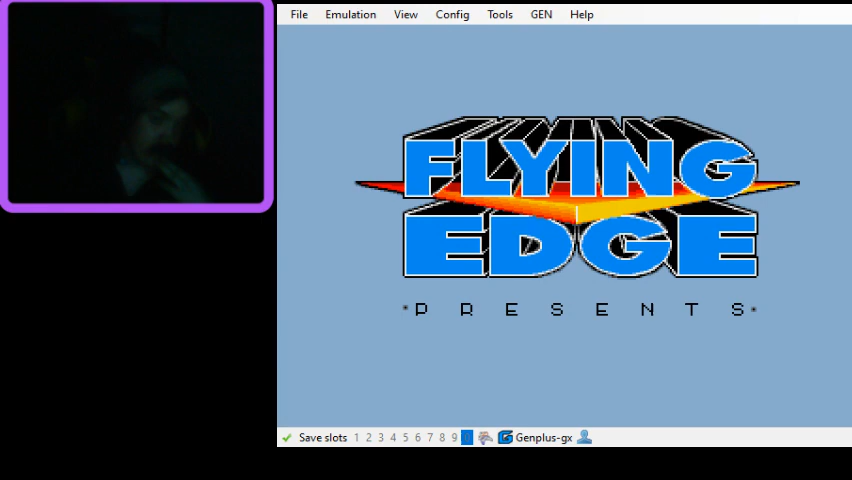 File Emulation View Config Tools GEN Help
FLYING
EDGE
*PRESENTS*
Save slots 1 2 3 4 5 6 7 8 9 0 Genplus-gx